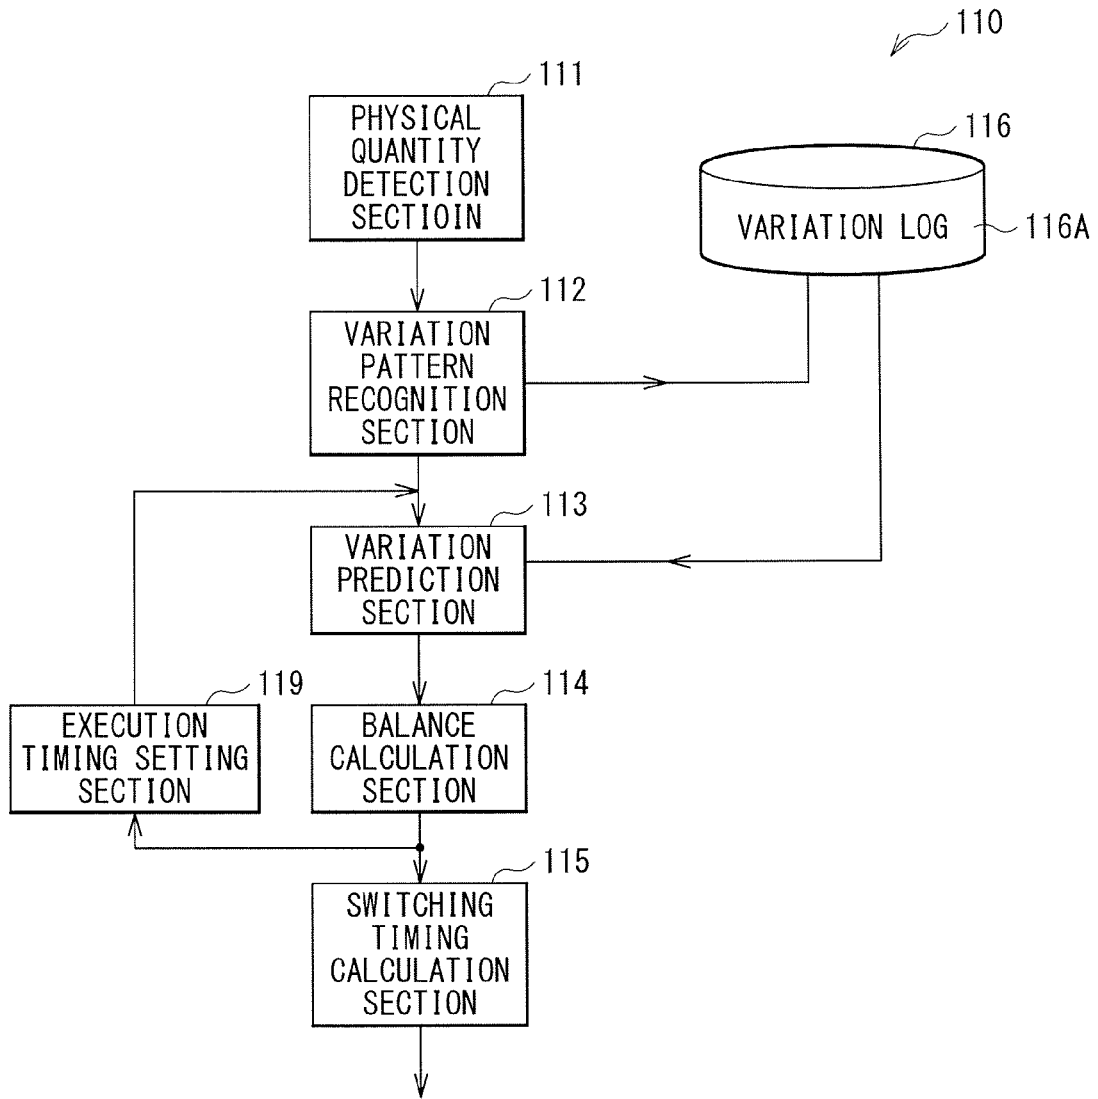 110
111
PHYSICAL
QUANTITY
DETECTION
SECTIOIN
116
VARIATION LOG
116A
112
VARIATION
PATTERN
RECOGNITION
SECTION
113
VARIATION
PREDICTION
SECTION
119
EXECUTION
TIMING SETTING
SECTION
114
BALANCE
CALCULATION
SECTION
115
SWITCHING
TIMING
CALCULATION
SECTION